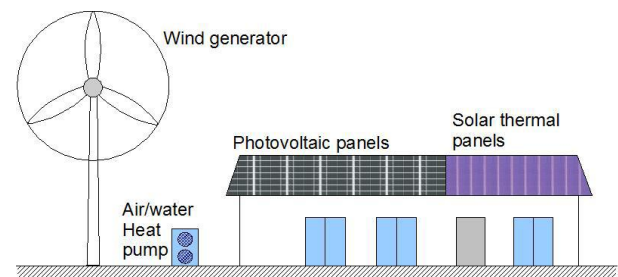 Wind generator
Solar thermal
panels
Photovoltaic panels
Air/water
Heat
pump